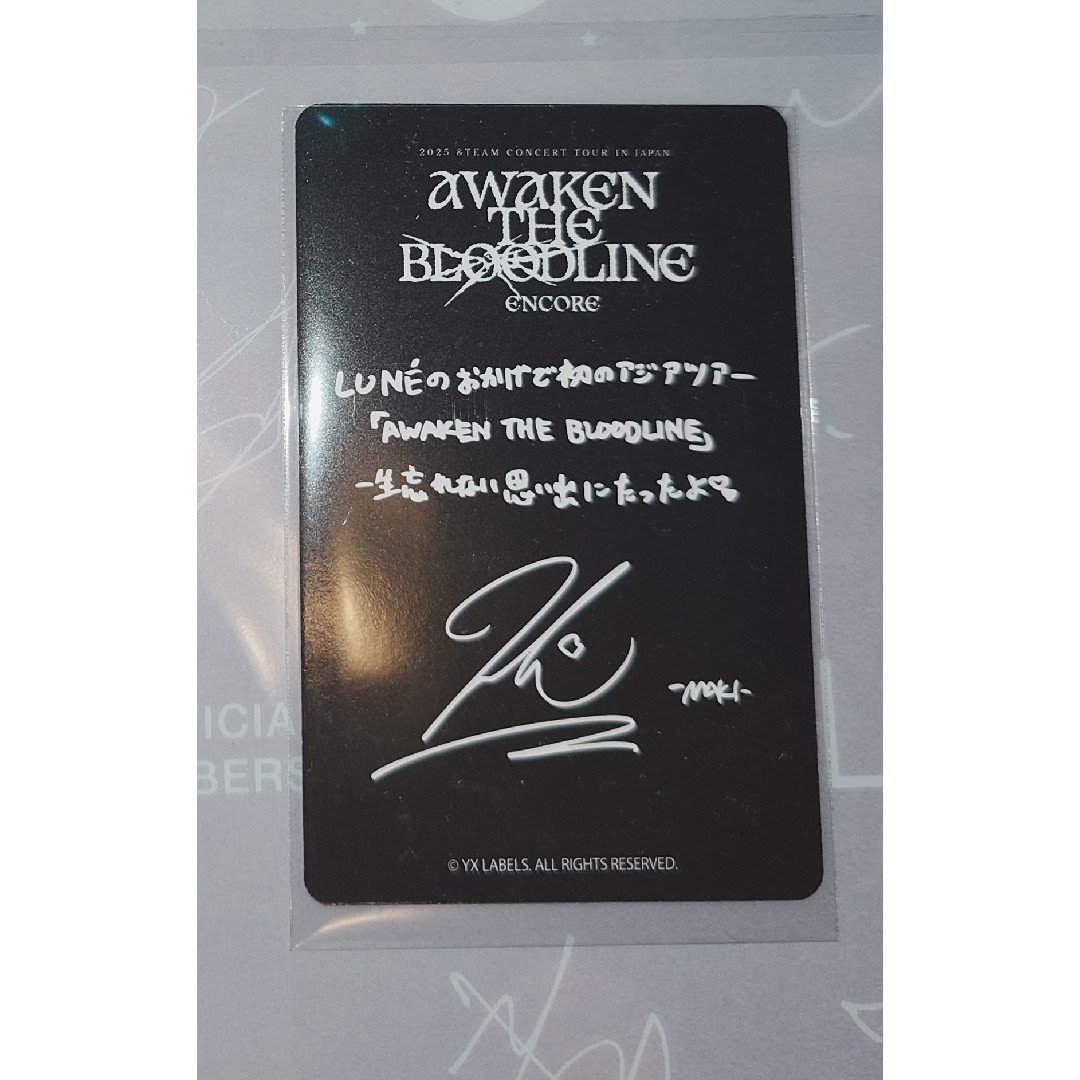 2025 &TEAM CONCERT TOUR IN JAPAN
AWAKEN
THE
BLOODLINE
ENCORE
LUNÉのおかげで初のアジアツアー
「AWAKEN THE BLOODLINE」
一生忘れない思い出になったよ
-MAKI-
© YX LABELS. ALL RIGHTS RESERVED.